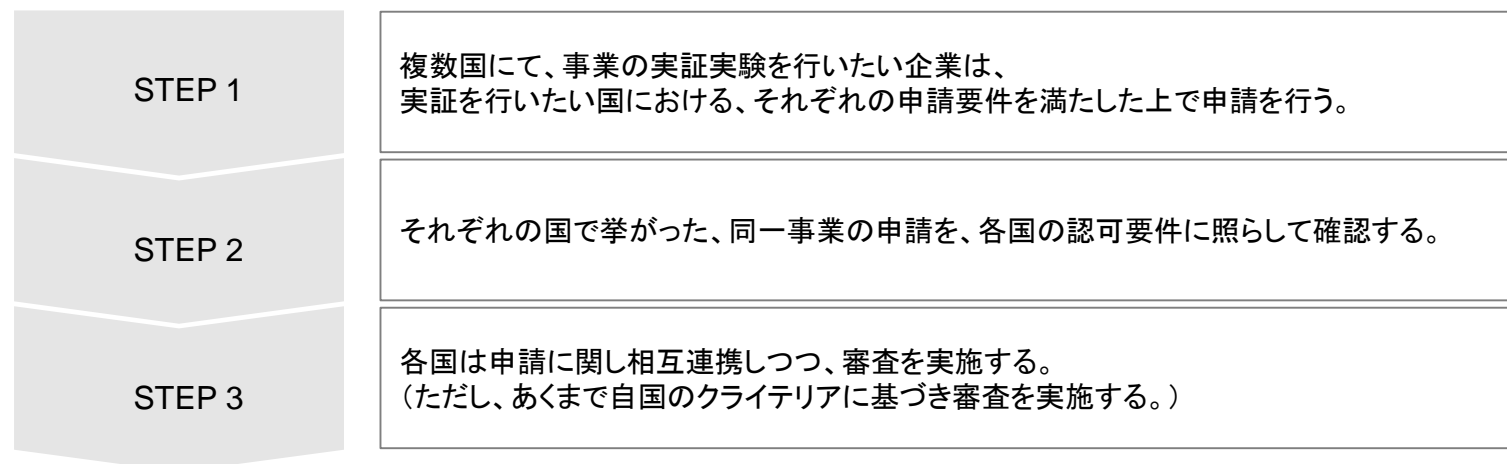 STEP 1
複数国にて、事業の実証実験を行いたい企業は、
実証を行いたい国における、それぞれの申請要件を満たした上で申請を行う。
STEP 2
それぞれの国で挙がった、同一事業の申請を、各国の認可要件に照らして確認する。
STEP 3
各国は申請に関し相互連携しつつ、審査を実施する。
（ただし、あくまで自国のクライテリアに基づき審査を実施する。）